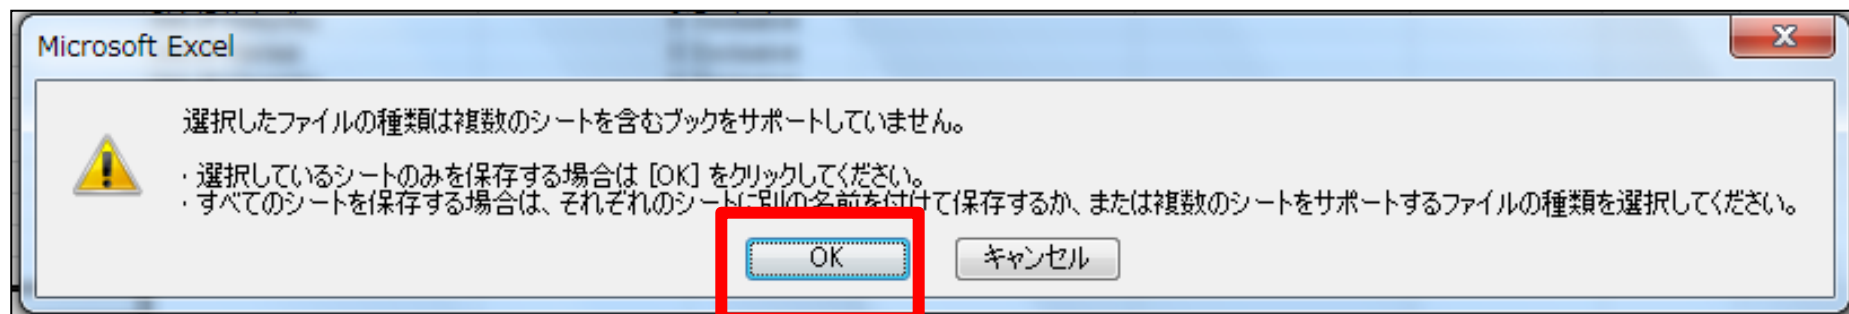 Microsoft Excel
選択したファイルの種類は複数のシートを含むブックをサポートしていません。
・選択しているシートのみを保存する場合は [OK] をクリックしてください。
・すべてのシートを保存する場合は、それぞれのシートに別の名前を付けて保存するか、または複数のシートをサポートするファイルの種類を選択してください。
OK
キャンセル